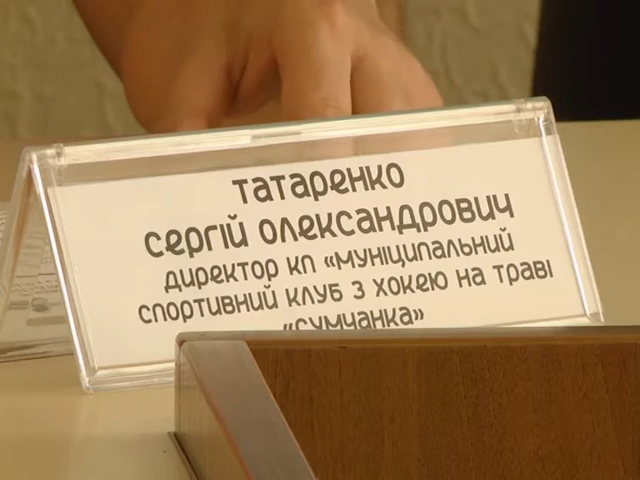 Татаренко
Сергій Олександрович
директор КП «Муніципальний
спортивний клуб з хокею на траві
«Сумчанка»